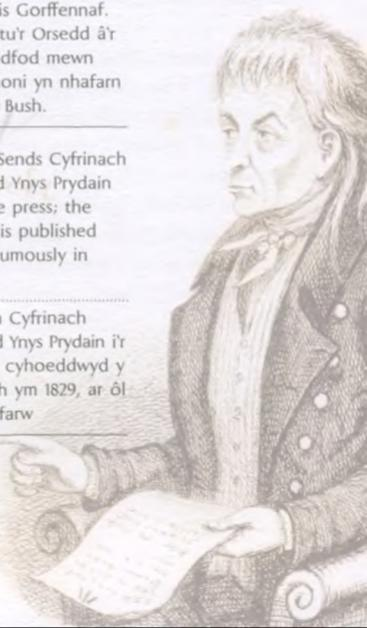 is Gorffennaf.
tu'r Orsedd â'r
dfod mewn
oni yn nhafarn
Bush.
Sends Cyfrinach
d Ynys Prydain
e press; the
is published
umously in
n Cyfrinach
d Ynys Prydain i'r
cyhoeddwyd y
h ym 1829, ar ôl
farw